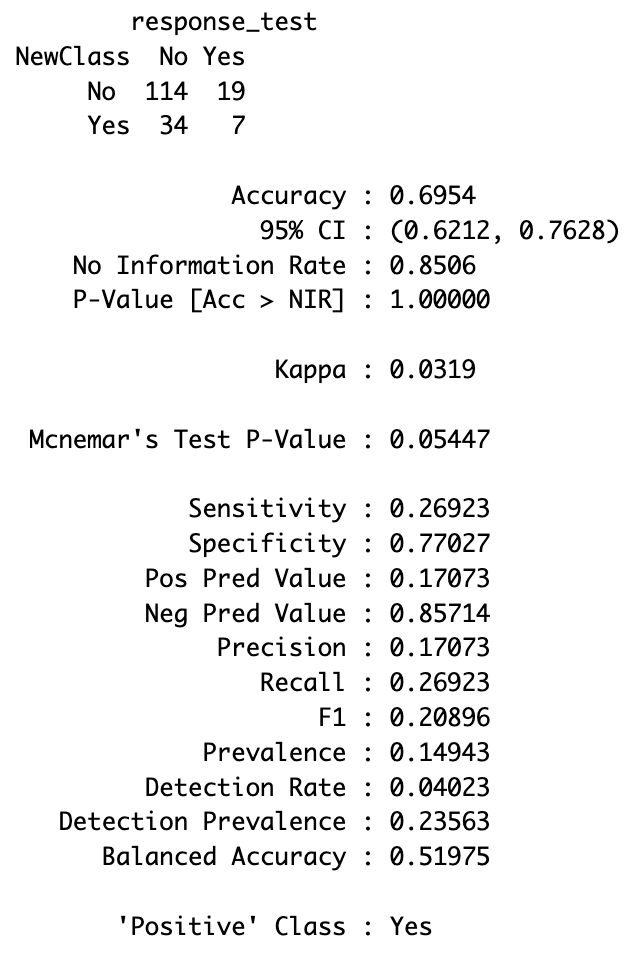 response_test
NewClass No Yes
No 114 19
Yes 34 7
Accuracy : 0.6954
95% CI : (0.6212, 0.7628)
No Information Rate : 0.8506
P-Value [Acc > NIR] : 1.00000
Kappa : 0.0319
Mcnemar's Test P-Value : 0.05447
Sensitivity : 0.26923
Specificity : 0.77027
Pos Pred Value : 0.17073
Neg Pred Value : 0.85714
Precision : 0.17073
Recall : 0.26923
F1 : 0.20896
Prevalence : 0.14943
Detection Rate : 0.04023
Detection Prevalence : 0.23563
Balanced Accuracy : 0.51975
'Positive' Class : Yes